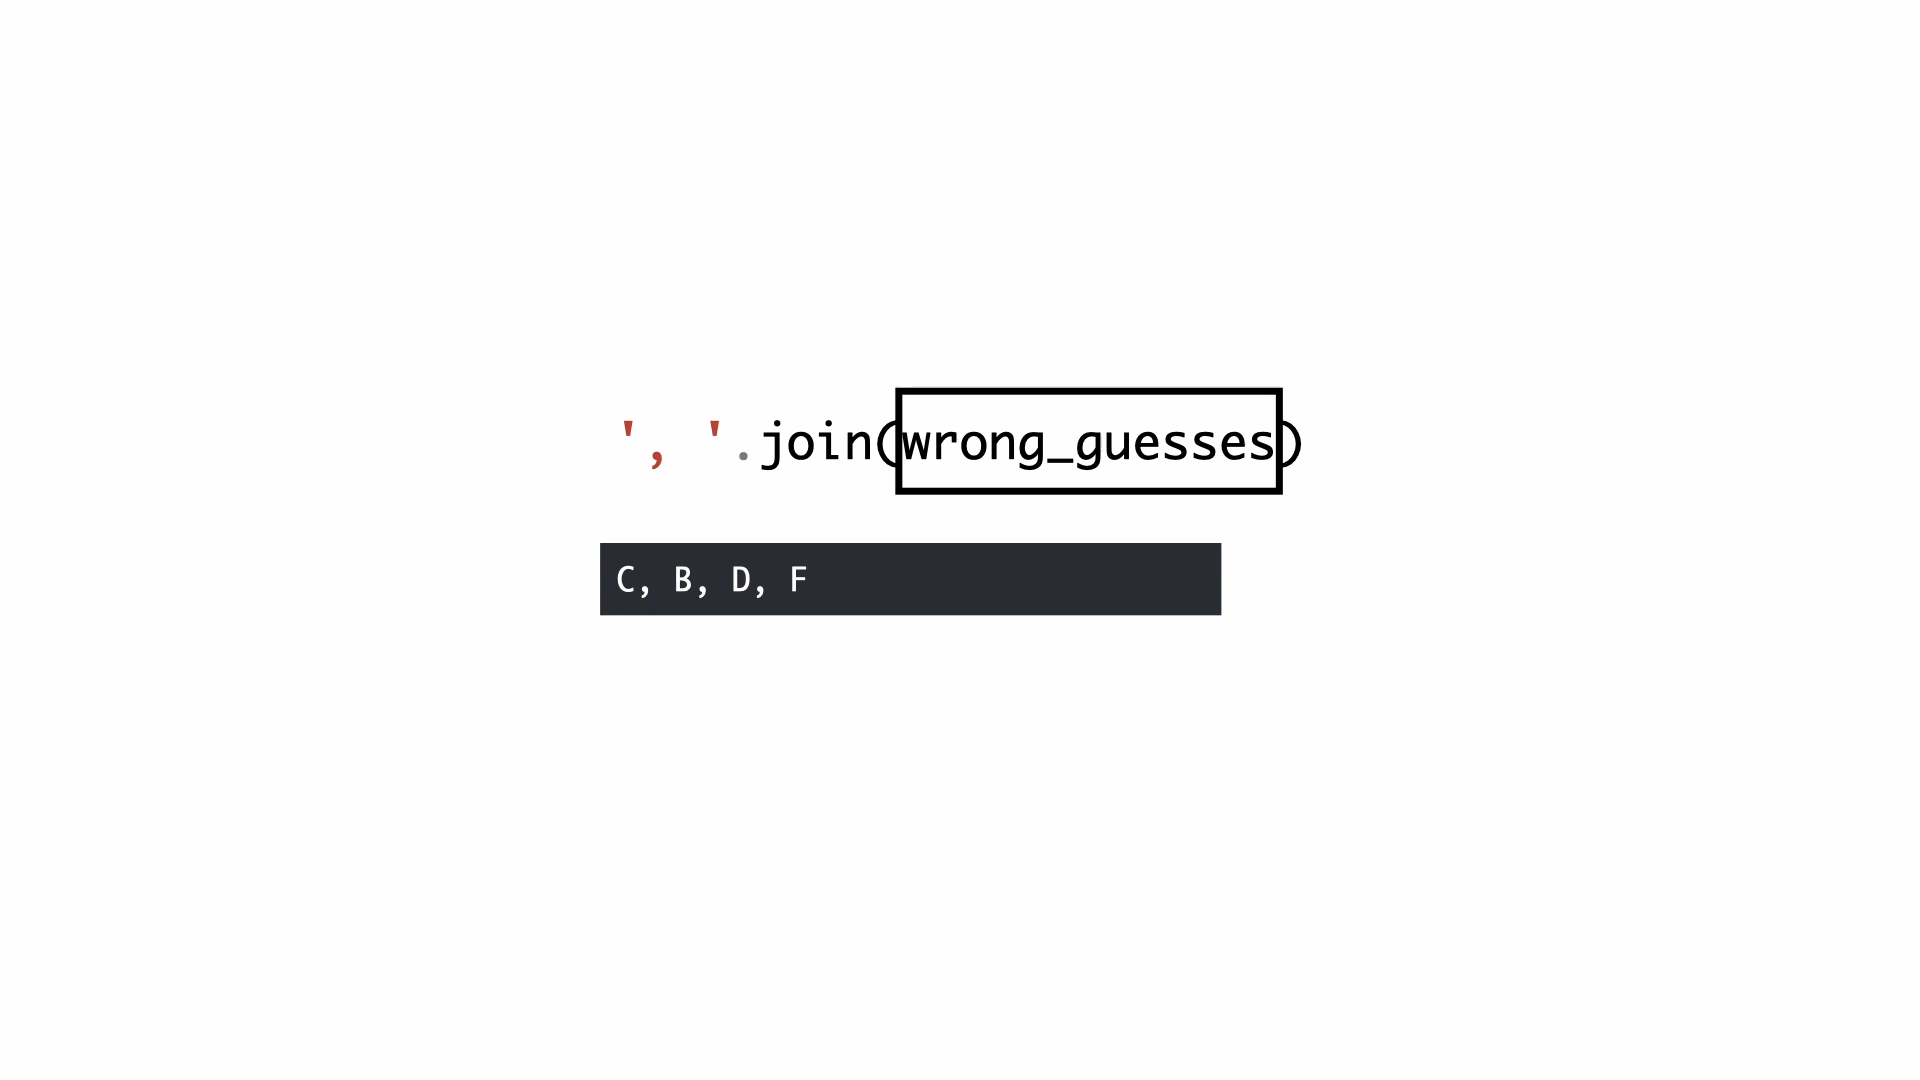 ', '.join(wrong_guesses)
C, B, D, F